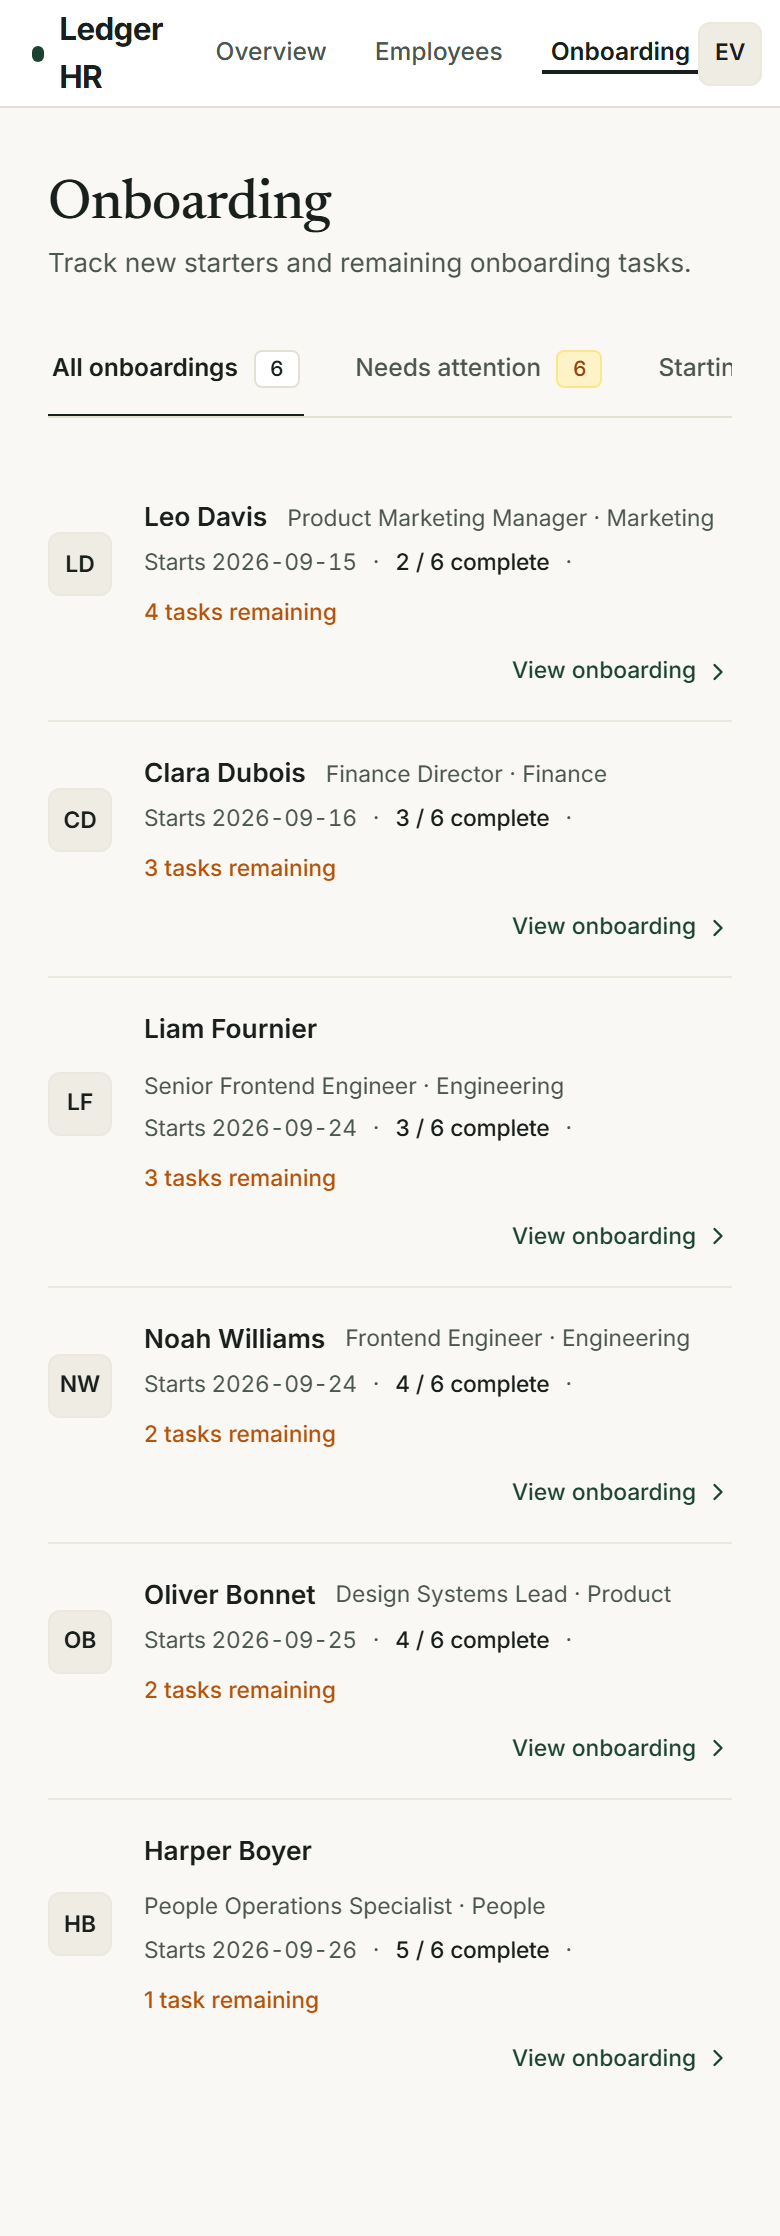 Ledger
HR
Overview Employees Onboarding EV
Onboarding
Track new starters and remaining onboarding tasks.
All onboardings 6 Needs attention 6 Startin
Leo Davis Product Marketing Manager · Marketing
LD
Starts 2026-09-15 · 2 / 6 complete ·
4 tasks remaining
View onboarding
Clara Dubois Finance Director · Finance
CD
Starts 2026-09-16 · 3 / 6 complete ·
3 tasks remaining
View onboarding
Liam Fournier
LF
Senior Frontend Engineer · Engineering
Starts 2026-09-24 · 3 / 6 complete ·
3 tasks remaining
View onboarding
Noah Williams Frontend Engineer · Engineering
NW
Starts 2026-09-24 · 4 / 6 complete ·
2 tasks remaining
View onboarding
Oliver Bonnet Design Systems Lead · Product
OB
Starts 2026-09-25 · 4 / 6 complete ·
2 tasks remaining
View onboarding
Harper Boyer
HB
People Operations Specialist · People
Starts 2026-09-26 · 5 / 6 complete ·
1 task remaining
View onboarding